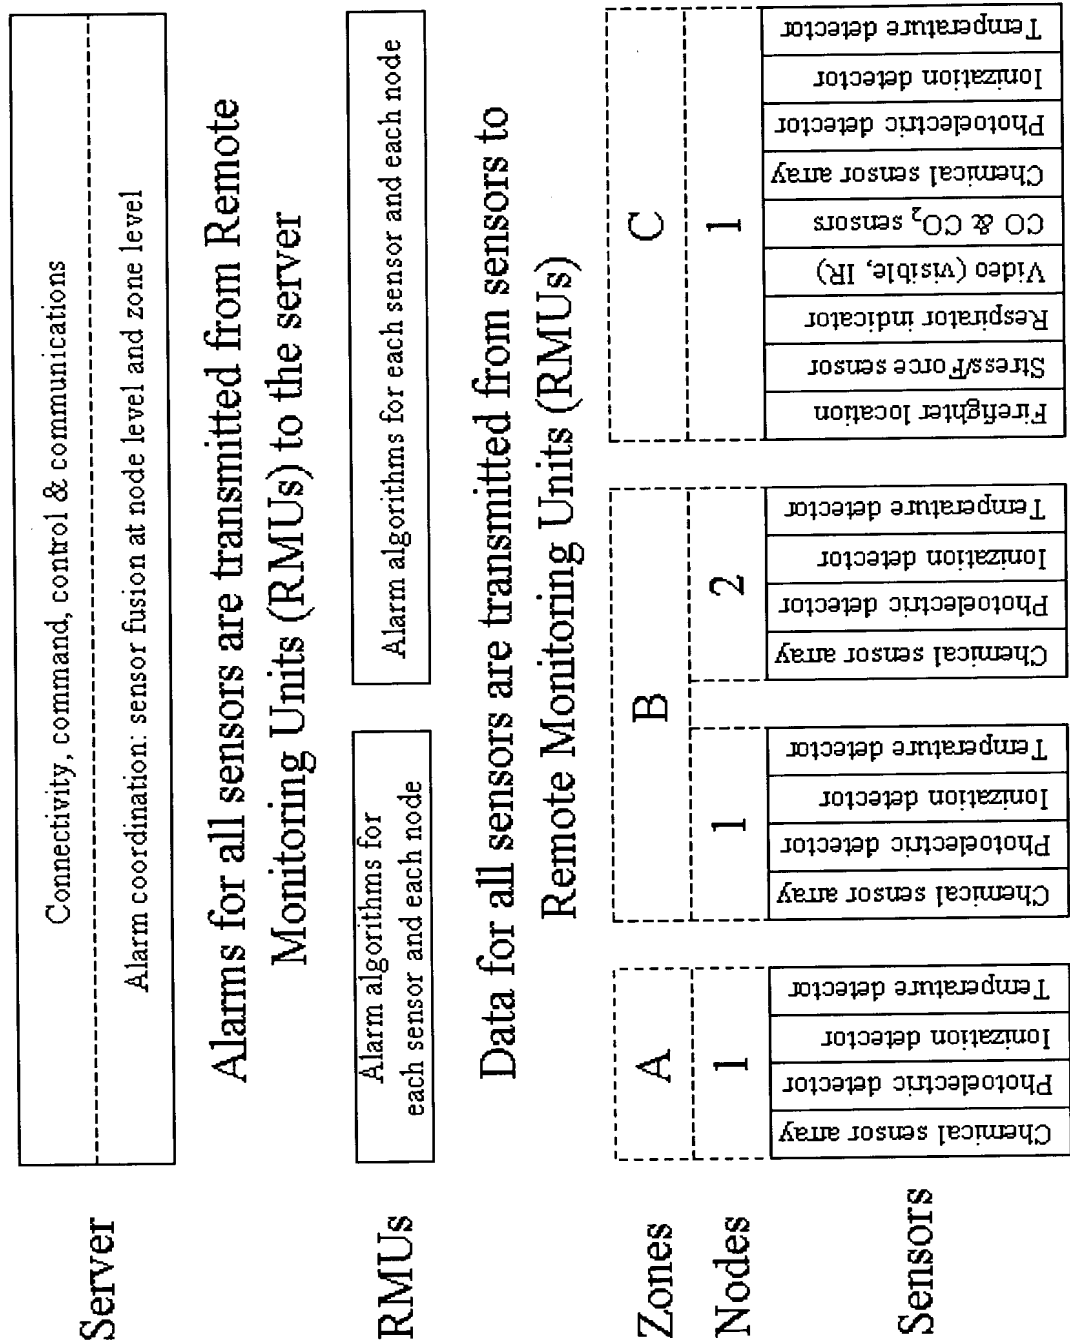 Server
Connectivity, command, control & communications
Alarm coordination: sensor fusion at node level and zone level
Alarms for all sensors are transmitted from Remote
Monitoring Units (RMUs) to the server
RMUs
Alarm algorithms for
each sensor and each node
Alarm algorithms for each sensor and each node
Data for all sensors are transmitted from sensors to
Remote Monitoring Units (RMUs)
Zones
A
B
C
Nodes
1
1
2
1
Sensors
Chemical sensor array
Photoelectric detector
Ionization detector
Temperature detector
Chemical sensor array
Photoelectric detector
Ionization detector
Temperature detector
Chemical sensor array
Photoelectric detector
Ionization detector
Temperature detector
Firefighter location
Stress/Force sensor
Respirator indicator
Video (visible, IR)
CO & CO₂ sensors
Chemical sensor array
Photoelectric detector
Ionization detector
Temperature detector